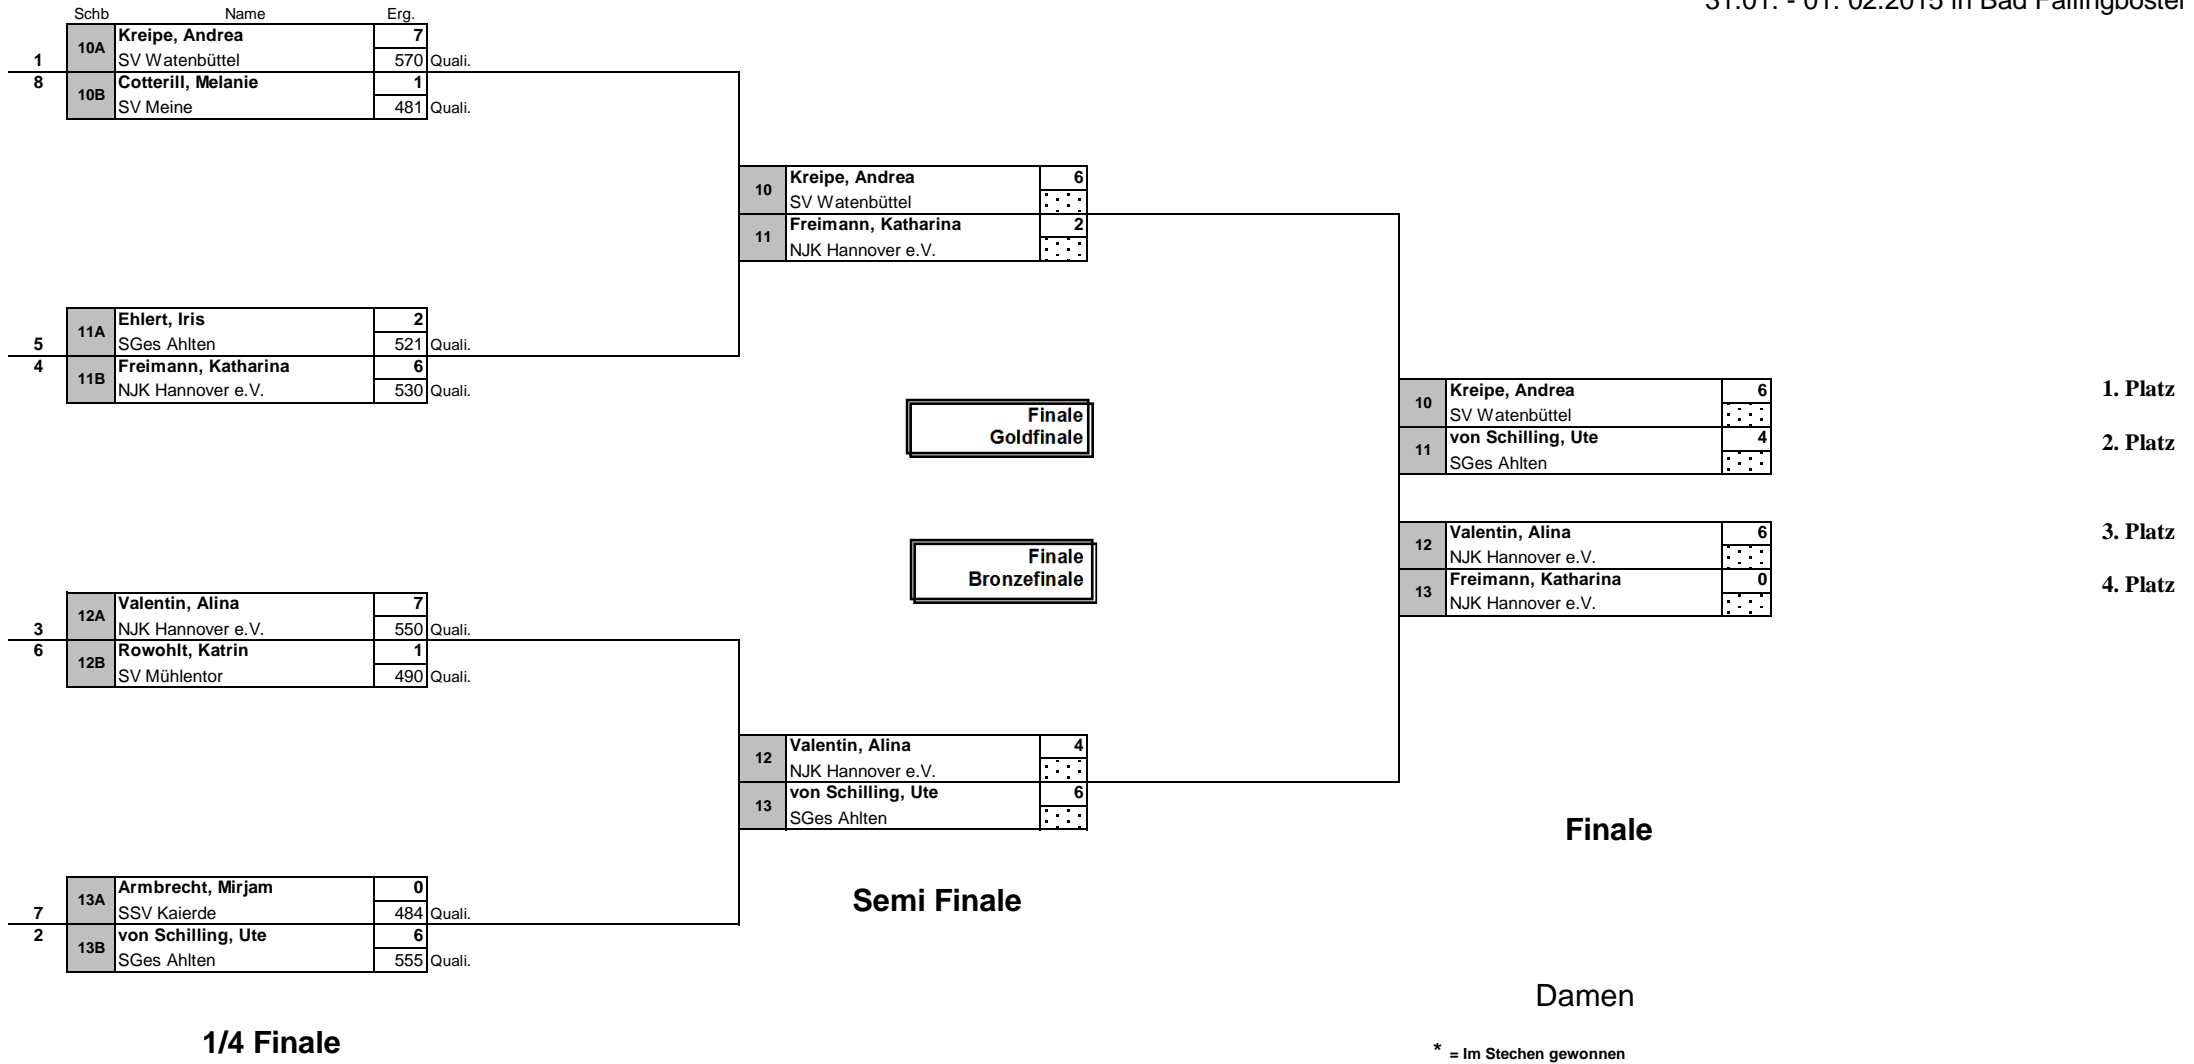 31.01. - 01. 02.2015 in Bad Fallingbostel
Schb Name Erg.
10A Kreipe, Andrea 7
1 SV Watenbüttel 570 Quali.
8 10B Cotterill, Melanie 1
SV Meine 481 Quali.
10 Kreipe, Andrea 6
SV Watenbüttel
11 Freimann, Katharina 2
NJK Hannover e.V.
11A Ehlert, Iris 2
5 SGes Ahlten 521 Quali.
4 11B Freimann, Katharina 6
NJK Hannover e.V. 530 Quali.
Finale
Goldfinale
10 Kreipe, Andrea 6 1. Platz
SV Watenbüttel
11 von Schilling, Ute 4 2. Platz
SGes Ahlten
Finale
Bronzefinale
12 Valentin, Alina 6 3. Platz
NJK Hannover e.V.
13 Freimann, Katharina 0 4. Platz
NJK Hannover e.V.
12A Valentin, Alina 7
3 NJK Hannover e.V. 550 Quali.
6 12B Rowohlt, Katrin 1
SV Mühlentor 490 Quali.
12 Valentin, Alina 4
NJK Hannover e.V.
13 von Schilling, Ute 6
SGes Ahlten
Finale
13A Armbrecht, Mirjam 0
7 SSV Kaierde 484 Quali.
2 13B von Schilling, Ute 6
SGes Ahlten 555 Quali.
Semi Finale
Damen
1/4 Finale
* = Im Stechen gewonnen